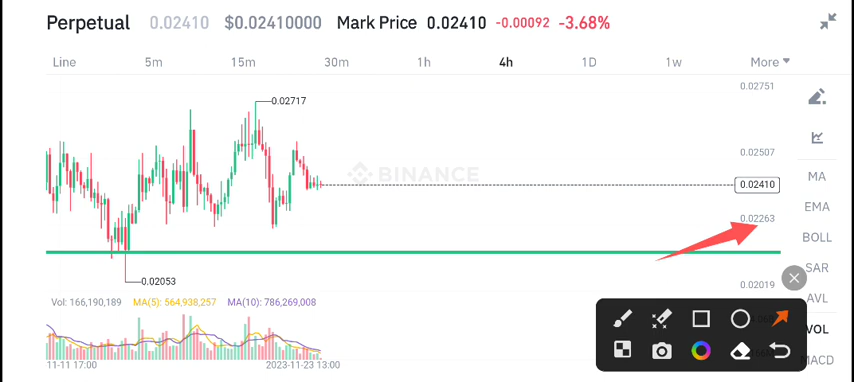 Perpetual 0.02410 $0.02410000 Mark Price 0.02410 -0.00092 -3.68%
Line 5m 15m 30m 1h 4h 1D 1w More
0.02751
0.02717
0.02507
BINANCE
MA
0.02410
EMA
0.02263
BOLL
SAR
0.02053
0.02019
AVL
Vol: 166,190,189 MA(5): 564,938,257 MA(10): 786,269,008
VOL
MACD
11-11 17:00 2023-11-23 13:00